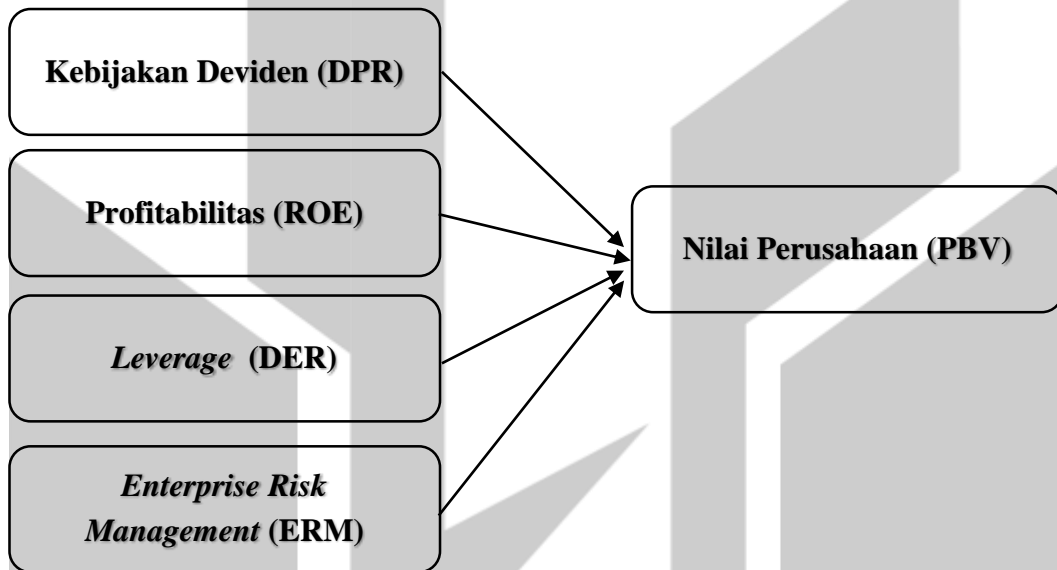 Kebijakan Deviden (DPR)
Profitabilitas (ROE)
Nilai Perusahaan (PBV)
Leverage (DER)
Enterprise Risk
Management (ERM)